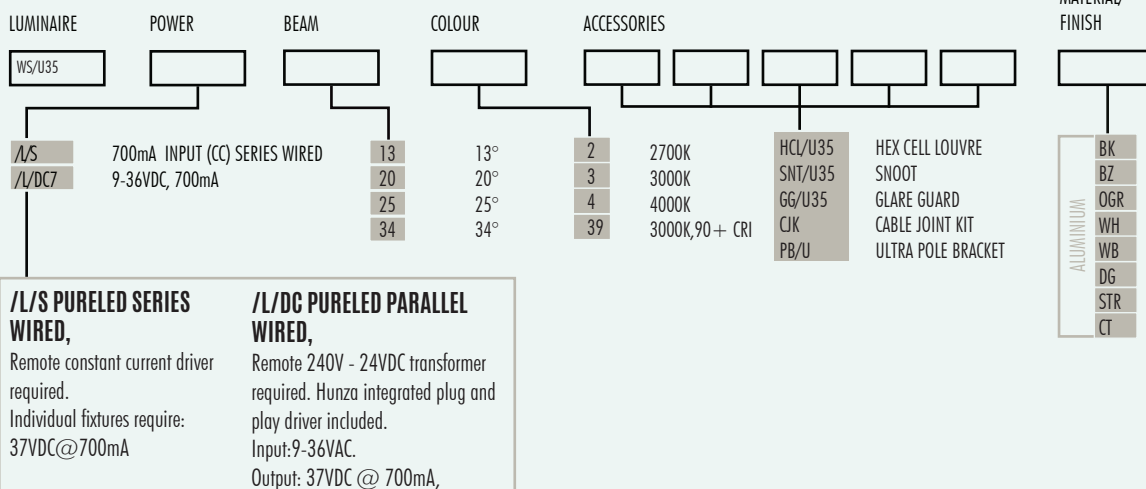 MATERIAL/
LUMINAIRE POWER BEAM COLOUR ACCESSORIES FINISH
WS/U35
/L/S 700mA INPUT (CC) SERIES WIRED
/L/DC7 9-36VDC, 700mA
13 13°
20 20°
25 25°
34 34°
2 2700K
3 3000K
4 4000K
39 3000K,90+ CRI
HCL/U35 HEX CELL LOUVRE
SNT/U35 SNOOT
GG/U35 GLARE GUARD
CJK CABLE JOINT KIT
PB/U ULTRA POLE BRACKET
ALUMINIUM
BK
BZ
OGR
WH
WB
DG
STR
CT
/L/S PURELED SERIES
WIRED,
Remote constant current driver
required.
Individual fixtures require:
37VDC@700mA
/L/DC PURELED PARALLEL
WIRED,
Remote 240V - 24VDC transformer
required. Hunza integrated plug and
play driver included.
Input:9-36VAC.
Output: 37VDC @ 700mA,